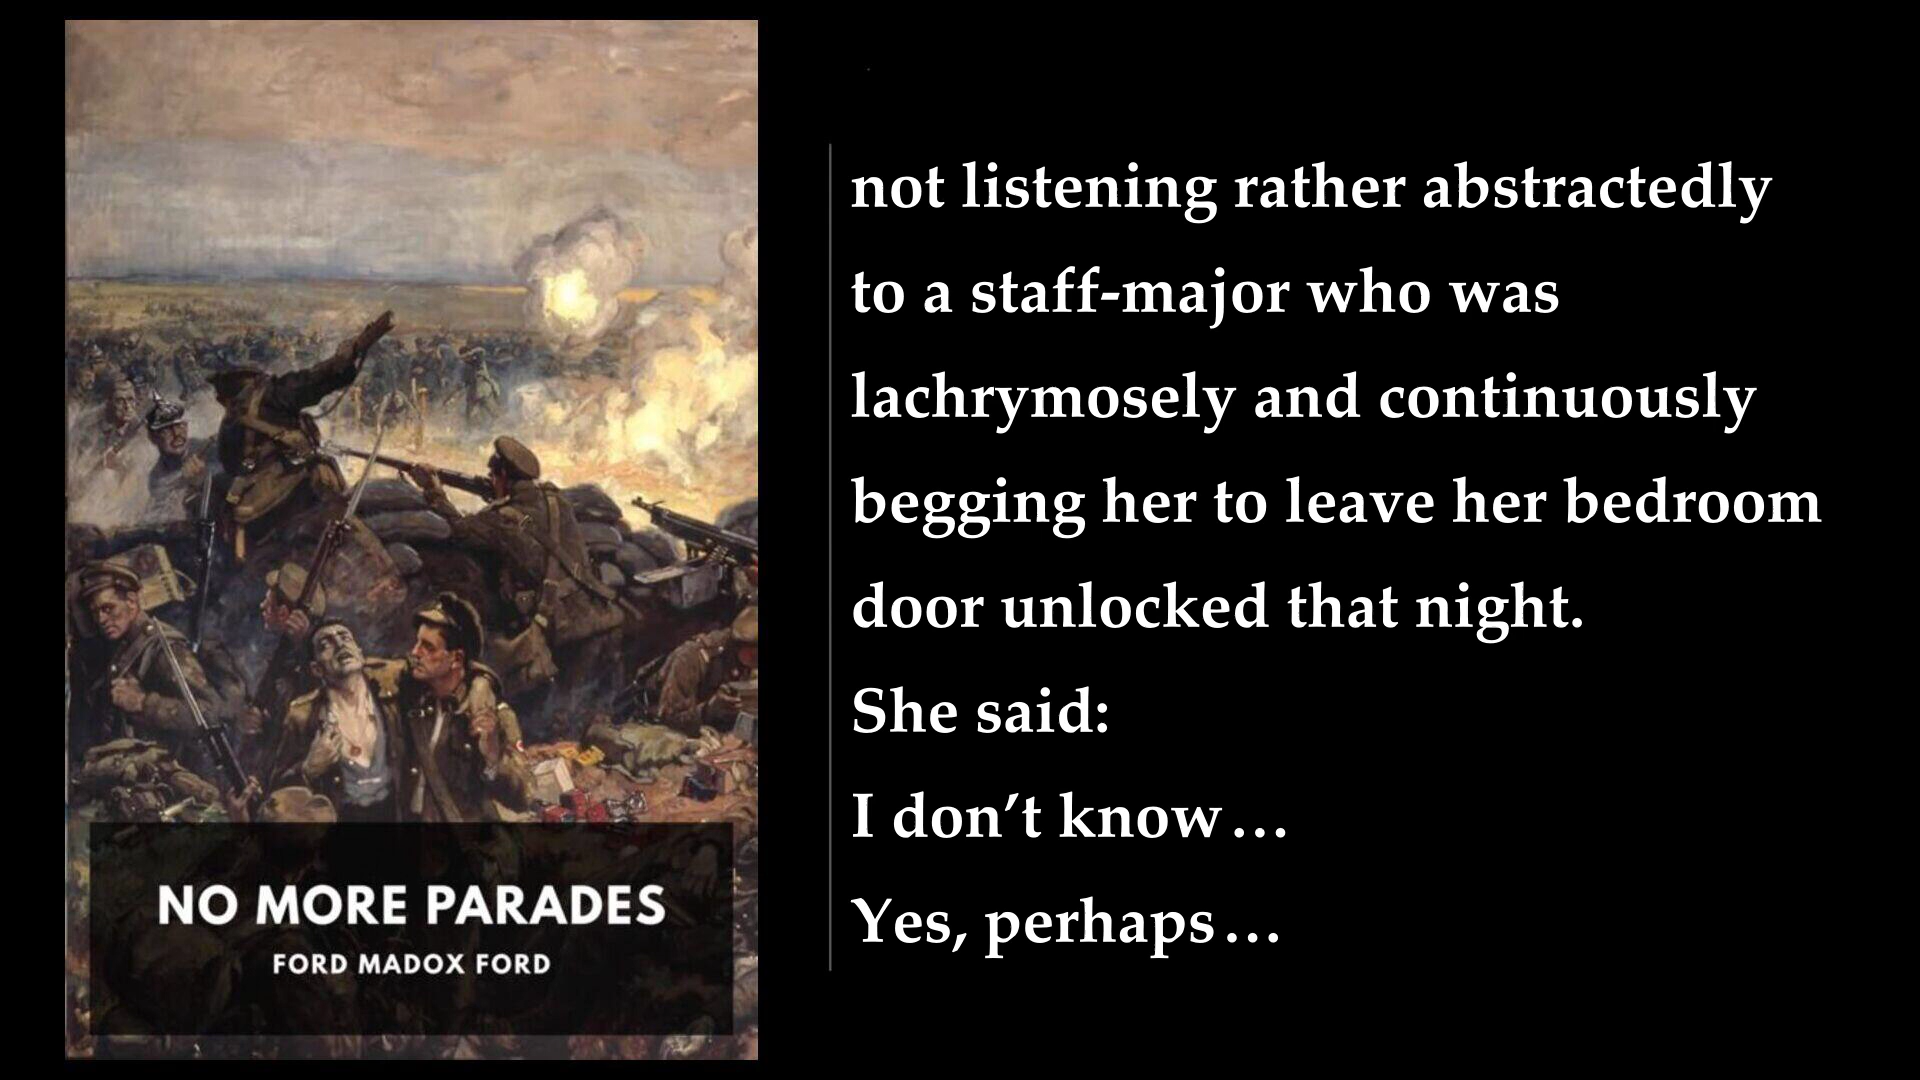 NO MORE PARADES
FORD MADOX FORD
not listening rather abstractedly
to a staff-major who was
lachrymosely and continuously
begging her to leave her bedroom
door unlocked that night.
She said:
I don’t know…
Yes, perhaps…